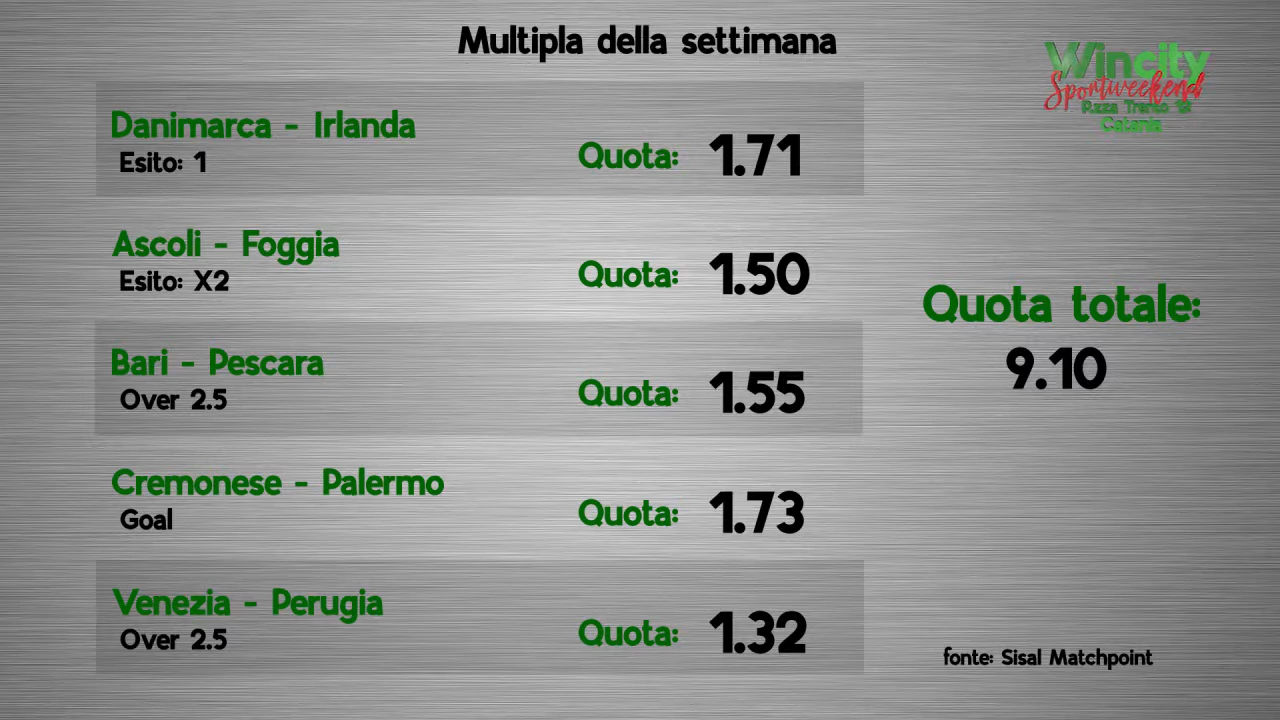 Multipla della settimana
Wincity
Sportweekend
Catania
Danimarca - Irlanda
Esito: 1
Quota: 1.71
Ascoli - Foggia
Esito: X2
Quota: 1.50
Bari - Pescara
Over 2.5
Quota: 1.55
Cremonese - Palermo
Goal
Quota: 1.73
Venezia - Perugia
Over 2.5
Quota: 1.32
Quota totale:
9.10
fonte: Sisal Matchpoint